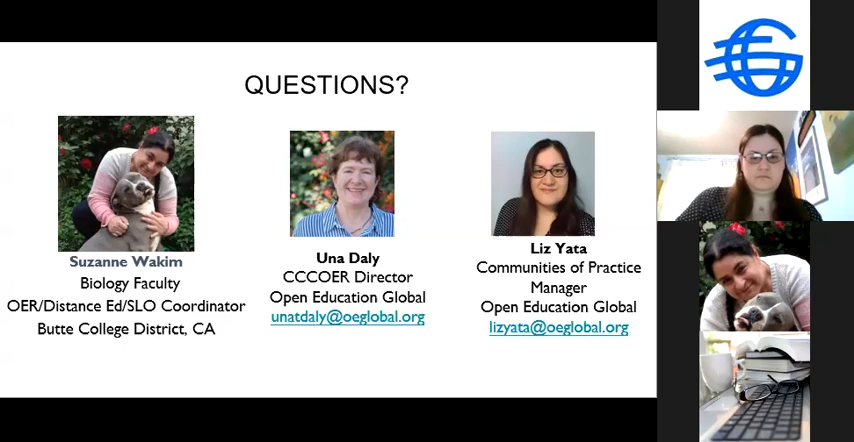 QUESTIONS?
Suzanne Wakim
Biology Faculty
OER/Distance Ed/SLO Coordinator
Butte College District, CA
Una Daly
CCCOER Director
Open Education Global
unatdaly@oeglobal.org
Liz Yata
Communities of Practice
Manager
Open Education Global
lizyata@oeglobal.org